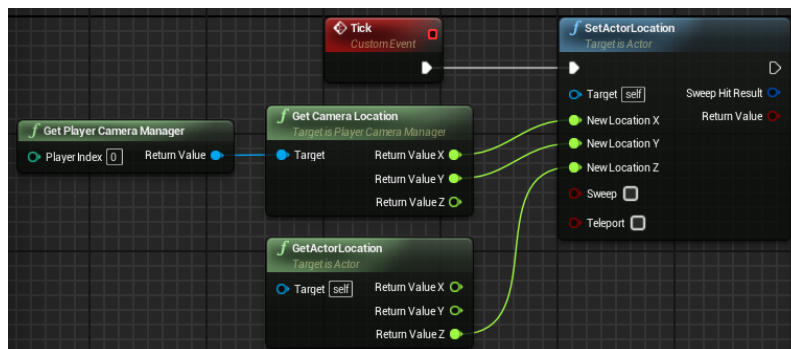 Tick
Custom Event
SetActorLocation
Target is Actor
Target self
Sweep Hit Result
New Location X
Return Value
New Location Y
New Location Z
Sweep
Teleport
Get Player Camera Manager
Player Index 0
Return Value
Get Camera Location
Target is Player Camera Manager
Target
Return Value X
Return Value Y
Return Value Z
GetActorLocation
Target is Actor
Target self
Return Value X
Return Value Y
Return Value Z